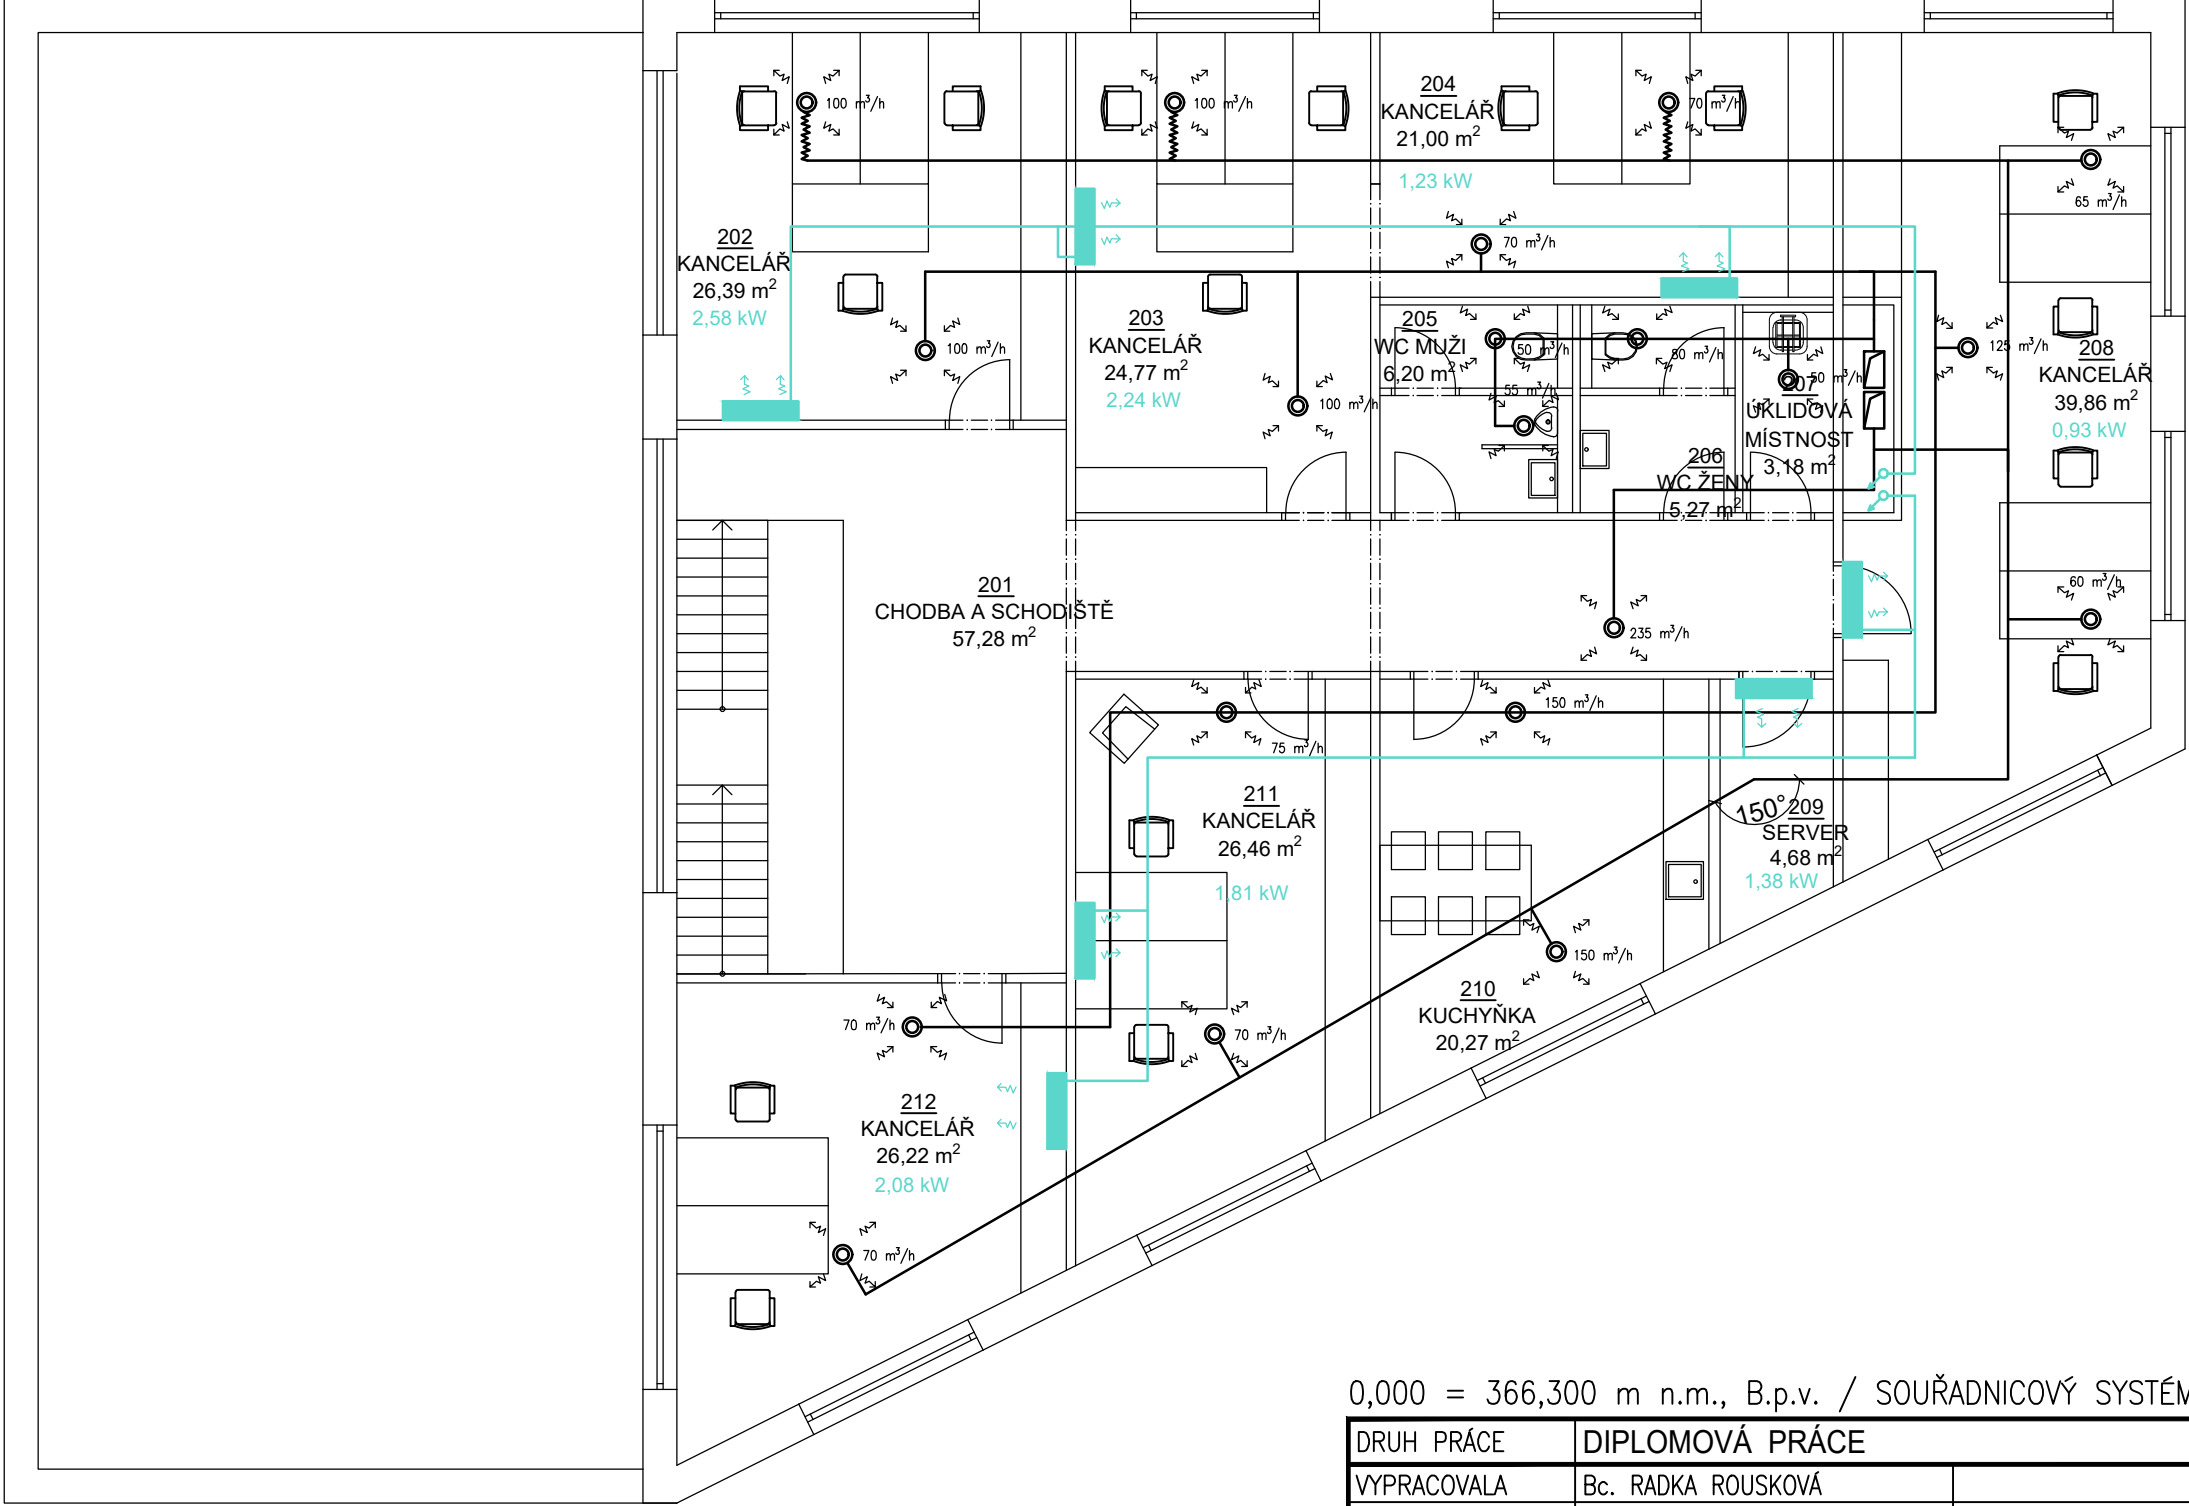 100 m³/h
100 m³/h
204
KANCELÁŘ
21,00 m²
1,23 kW
70 m³/h
65 m³/h
202
KANCELÁŘ
26,39 m²
2,58 kW
100 m³/h
203
KANCELÁŘ
24,77 m²
2,24 kW
100 m³/h
70 m³/h
205
WC MUŽI
6,20 m²
50 m³/h
55 m³/h
50 m³/h
207
ÚKLIDOVÁ
MÍSTNOST
3,18 m²
50 m³/h
206
WC ŽENY
5,27 m²
125 m³/h
208
KANCELÁŘ
39,86 m²
0,93 kW
60 m³/h
201
CHODBA A SCHODIŠTĚ
57,28 m²
235 m³/h
75 m³/h
150 m³/h
211
KANCELÁŘ
26,46 m²
1,81 kW
150°
209
SERVER
4,68 m²
1,38 kW
150 m³/h
210
KUCHYŇKA
20,27 m²
70 m³/h
70 m³/h
212
KANCELÁŘ
26,22 m²
2,08 kW
70 m³/h
0,000 = 366,300 m n.m., B.p.v. / SOUŘADNICOVÝ SYSTÉM
DRUH PRÁCE DIPLOMOVÁ PRÁCE
VYPRACOVALA Bc. RADKA ROUSKOVÁ